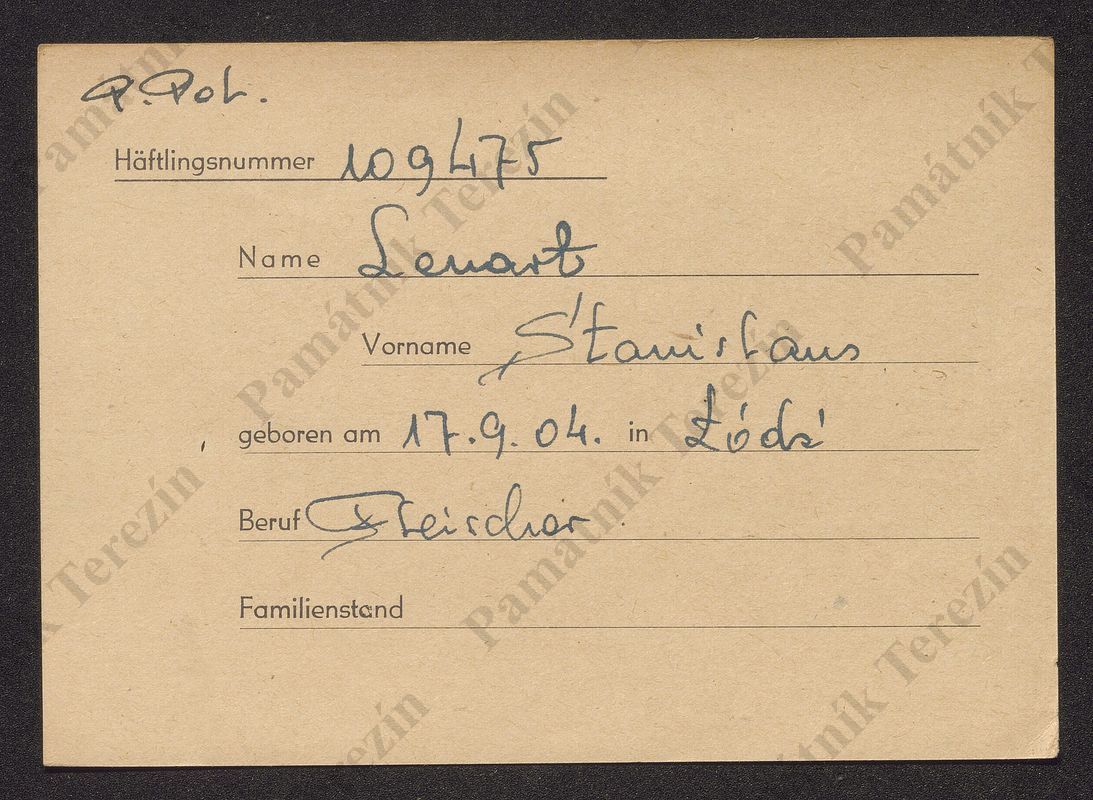 P. Pol.
Häftlingsnummer 109475
Name Lenart
Vorname Stanislaus
geboren am 17.9.04. in Łódź
Beruf Fleischer
Familienstand
Památník Terezín